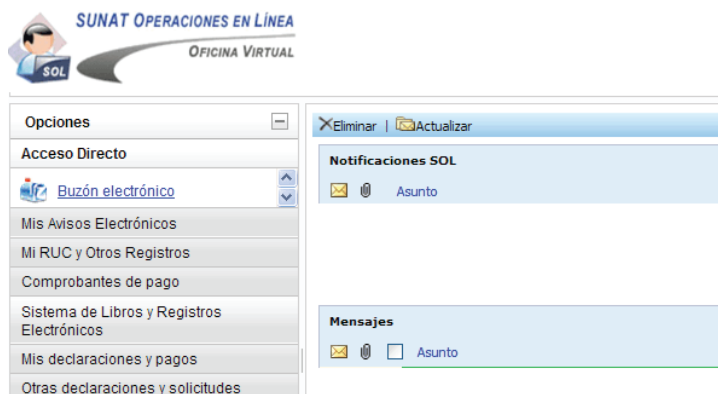 SUNAT OPERACIONES EN LÍNEA
OFICINA VIRTUAL
SOL
Opciones
Acceso Directo
Buzón electrónico
Mis Avisos Electrónicos
Mi RUC y Otros Registros
Comprobantes de pago
Sistema de Libros y Registros
Electrónicos
Mis declaraciones y pagos
Otras declaraciones y solicitudes
Eliminar | Actualizar
Notificaciones SOL
Asunto
Mensajes
Asunto